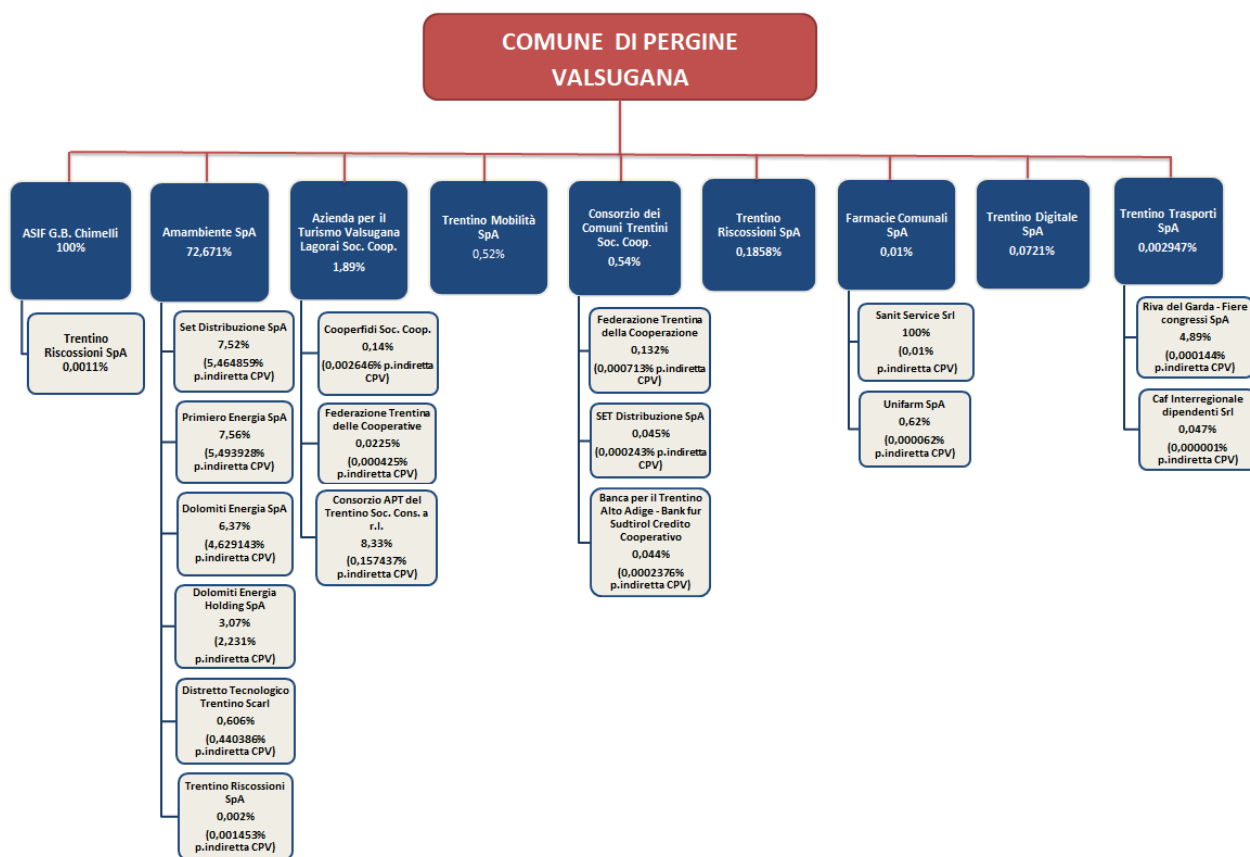 COMUNE DI PERGINE
VALSUGANA
ASIF G.B. Chimelli
100%
Trentino
Riscossioni SpA
0,0011%
Amambiente SpA
72,671%
Set Distribuzione SpA
7,52%
(5,464859%
p.indiretta CPV)
Primiero Energia SpA
7,56%
(5,493928%
p.indiretta CPV)
Dolomiti Energia SpA
6,37%
(4,629143%
p.indiretta CPV)
Dolomiti Energia
Holding SpA
3,07%
(2,231%
p.indiretta CPV)
Distretto Tecnologico
Trentino Scarl
0,606%
(0,440386%
p.indiretta CPV)
Trentino Riscossioni
SpA
0,002%
(0,001453%
p.indiretta CPV)
Azienda per il
Turismo Valsugana
Lagorai Soc. Coop.
1,89%
Cooperfidi Soc. Coop.
0,14%
(0,002646% p.indiretta
CPV)
Federazione Trentina
delle Cooperative
0,0225%
(0,000425%
p.indiretta CPV)
Consorzio APT del
Trentino Soc. Cons. a
r.l.
8,33%
(0,157437%
p.indiretta CPV)
Trentino Mobilità
SpA
0,52%
Consorzio dei
Comuni Trentini
Soc. Coop.
0,54%
Federazione Trentina
della Cooperazione
0,132%
(0,000713% p.indiretta
CPV)
SET Distribuzione SpA
0,045%
(0,000243% p.indiretta
CPV)
Banca per il Trentino
Alto Adige - Bank fur
Sudtirol Credito
Cooperativo
0,044%
(0,0002376%
p.indiretta CPV)
Trentino
Riscossioni SpA
0,1858%
Farmacie Comunali
SpA
0,01%
Sanit Service Srl
100%
(0,01%
p.indiretta CPV)
Unifarm SpA
0,62%
(0,000062%
p.indiretta CPV)
Trentino Digitale
SpA
0,0721%
Trentino Trasporti
SpA
0,002947%
Riva del Garda - Fiere
congressi SpA
4,89%
(0,000144%
p.indiretta CPV)
Caf Interregionale
dipendenti Srl
0,047%
(0,000001%
p.indiretta CPV)